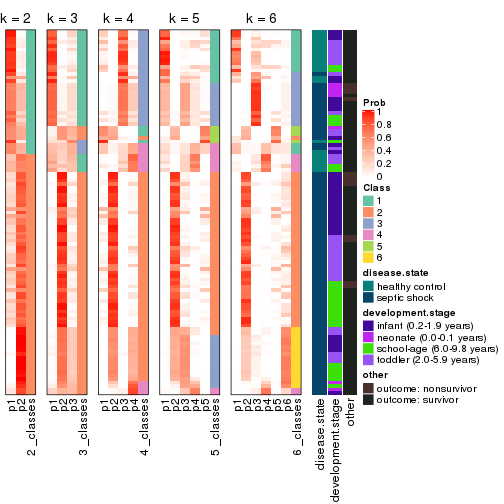 k = 2
k = 3
k = 4
k = 5
k = 6
Prob
1
0.8
0.6
0.4
0.2
0
Class
1
2
3
4
5
6
disease.state
healthy control
septic shock
development.stage
infant (0.2-1.9 years)
neonate (0.0-0.1 years)
school-age (6.0-9.8 years)
toddler (2.0-5.9 years)
other
outcome: nonsurvivor
outcome: survivor
p1
p2
2_classes
p1
p2
p3
3_classes
p1
p2
p3
p4
4_classes
p1
p2
p3
p4
p5
5_classes
p1
p2
p3
p4
p5
p6
6_classes
disease.state
development.stage
other